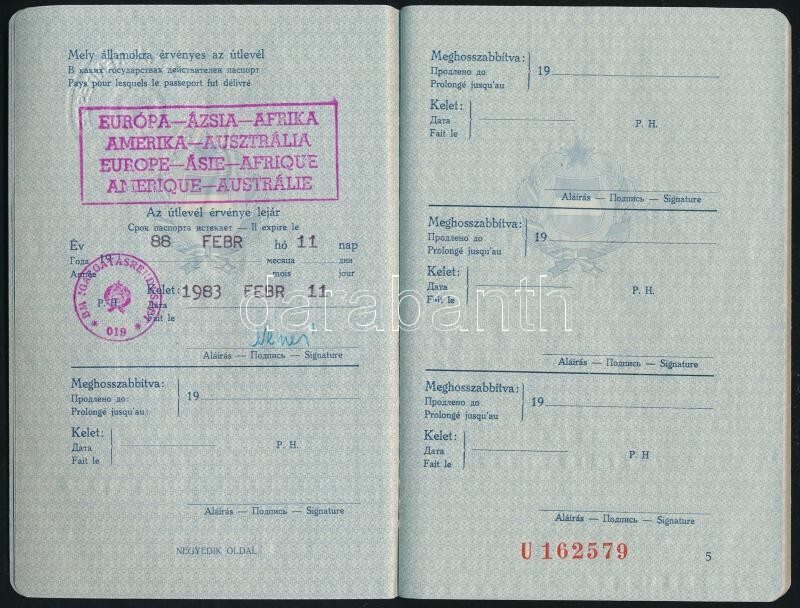 Mely államokra érvényes az útlevél
В каких государствах действителен паспорт
Pays pour lesquels le passeport fut délivré
EURÓPA—ÁZSIA—AFRIKA
AMERIKA—AUSZTRÁLIA
EUROPE—ÁSIE—AFRIQUE
AMERIQUE—AUSTRÁLIE
Az útlevél érvénye lejár
Срок паспорта истекает — Il expire le
Év 88 FEBR hó 11 nap
Года 19 месяца дня
Année mois jour
Kelet: 1983 FEBR 11
P. H. Дата
Fait le
019
Aláírás — Подпись — Signature
Meghosszabbítva:
Продлено до: 19
Prolongé jusqu'au:
Kelet:
Дата P. H.
Fait le
Aláírás — Подпись — Signature
NEGYEDIK OLDAL
Meghosszabbítva:
Продлено до 19
Prolongé jusqu'au
Kelet:
Дата P. H.
Fait le
Aláírás — Подпись — Signature
Meghosszabbítva:
Продлено до 19
Prolongé jusqu'au
Kelet:
Дата P. H.
Fait le
Aláírás — Подпись — Signature
Meghosszabbítva:
Продлено до 19
Prolongé jusqu'au
Kelet:
Дата P. H
Fait le
Aláírás — Подпись — Signature
U 162579
5
darabanth